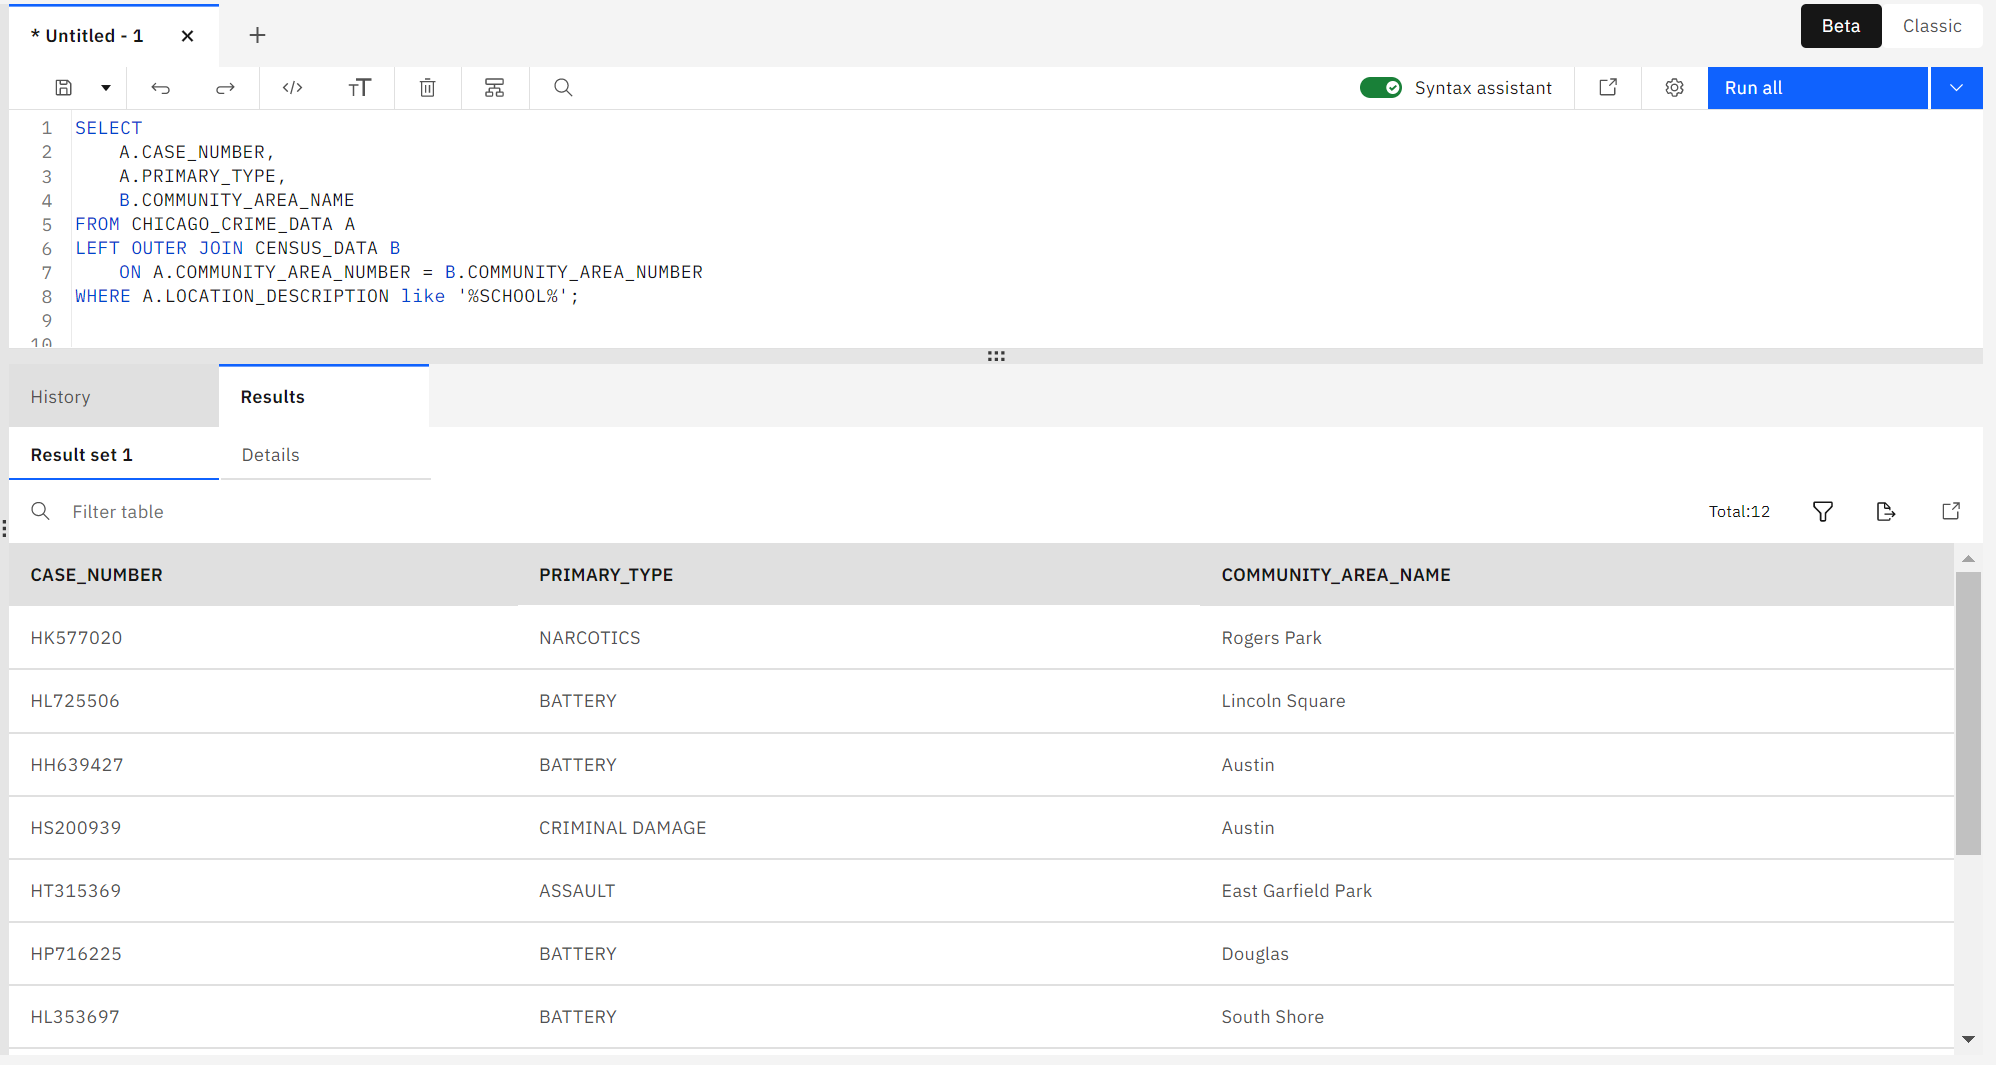 * Untitled - 1
Beta
Classic
Syntax assistant
Run all
1 SELECT
2 A.CASE_NUMBER,
3 A.PRIMARY_TYPE,
4 B.COMMUNITY_AREA_NAME
5 FROM CHICAGO_CRIME_DATA A
6 LEFT OUTER JOIN CENSUS_DATA B
7 ON A.COMMUNITY_AREA_NUMBER = B.COMMUNITY_AREA_NUMBER
8 WHERE A.LOCATION_DESCRIPTION like '%SCHOOL%';
9
10
History
Results
Result set 1
Details
Filter table
Total:12
CASE_NUMBER PRIMARY_TYPE COMMUNITY_AREA_NAME
HK577020 NARCOTICS Rogers Park
HL725506 BATTERY Lincoln Square
HH639427 BATTERY Austin
HS200939 CRIMINAL DAMAGE Austin
HT315369 ASSAULT East Garfield Park
HP716225 BATTERY Douglas
HL353697 BATTERY South Shore